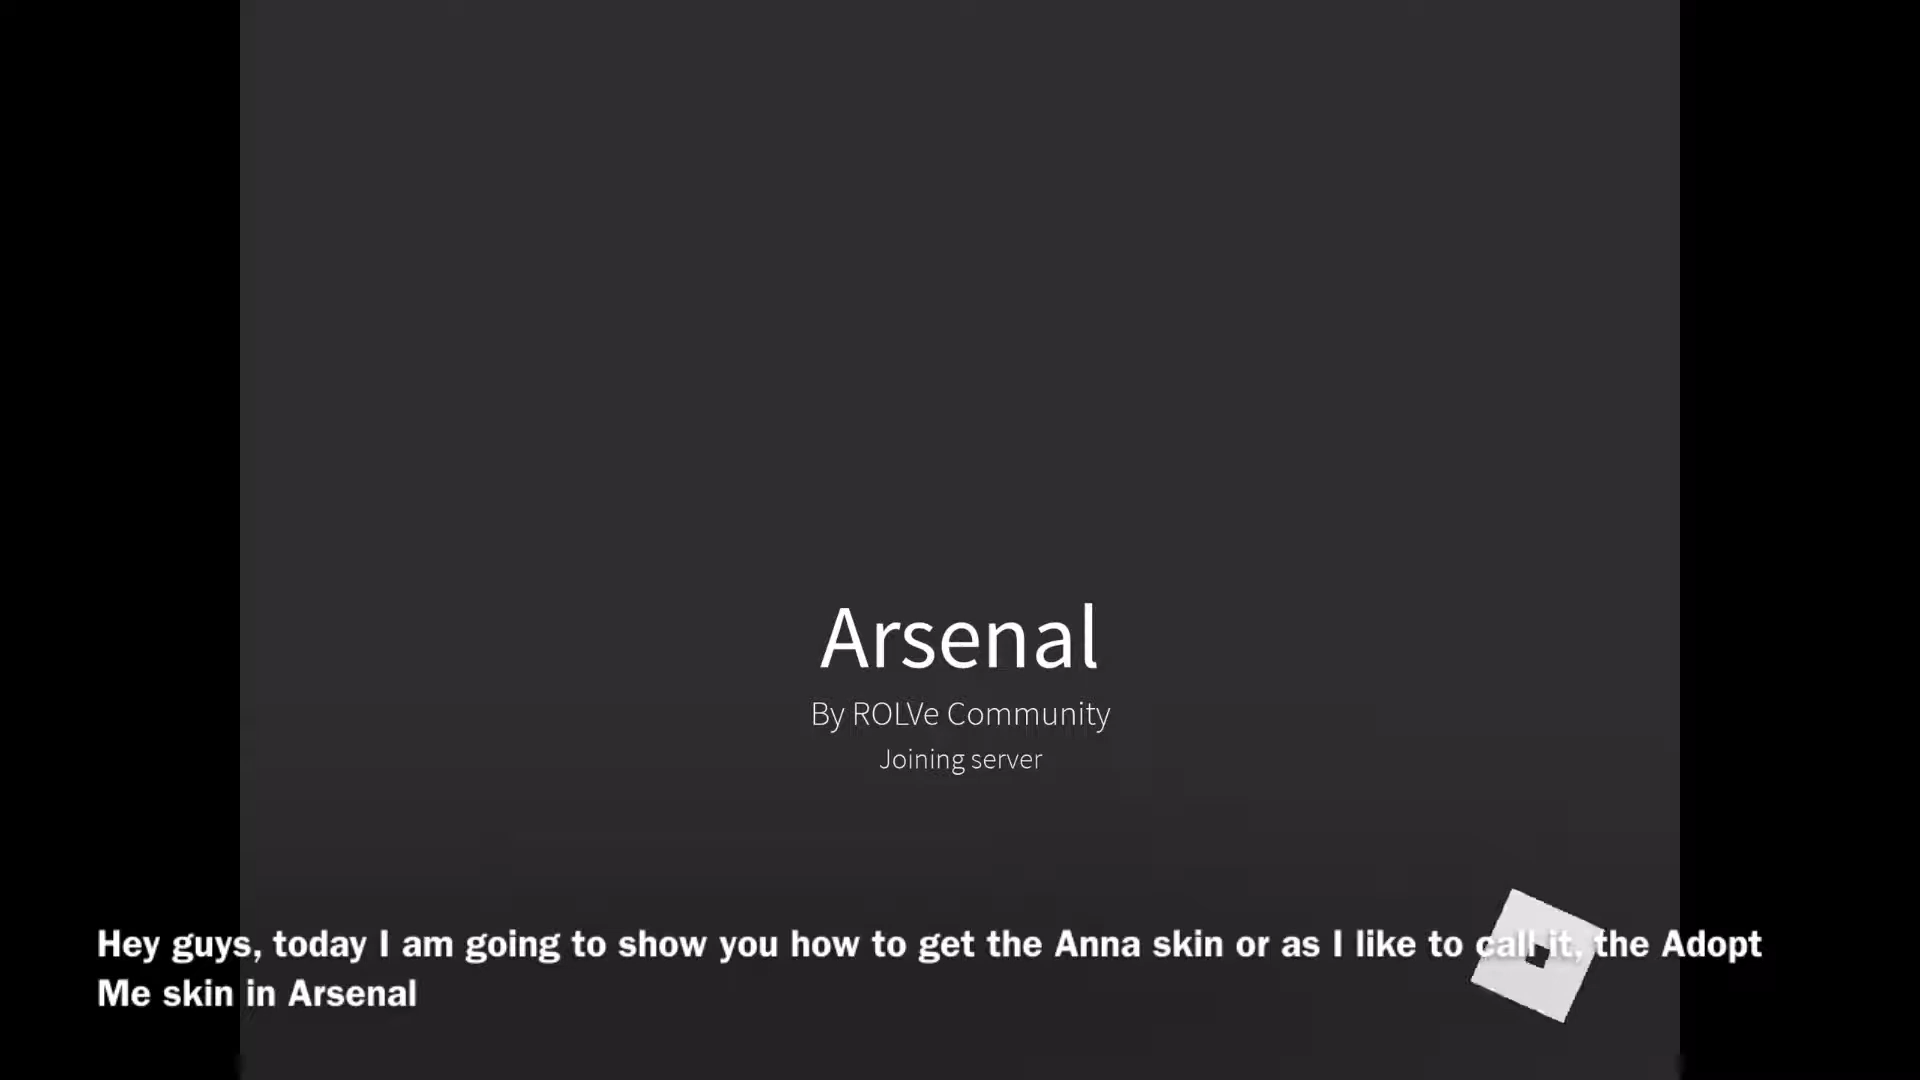 Arsenal
By ROLVe Community
Joining server
Hey guys, today I am going to show you how to get the Anna skin or as I like to call it, the Adopt
Me skin in Arsenal